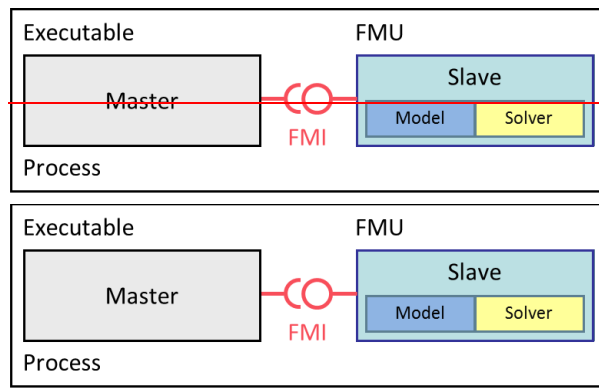 Executable FMU
Master Slave
Model Solver
FMI
Process
Executable FMU
Master Slave
Model Solver
FMI
Process